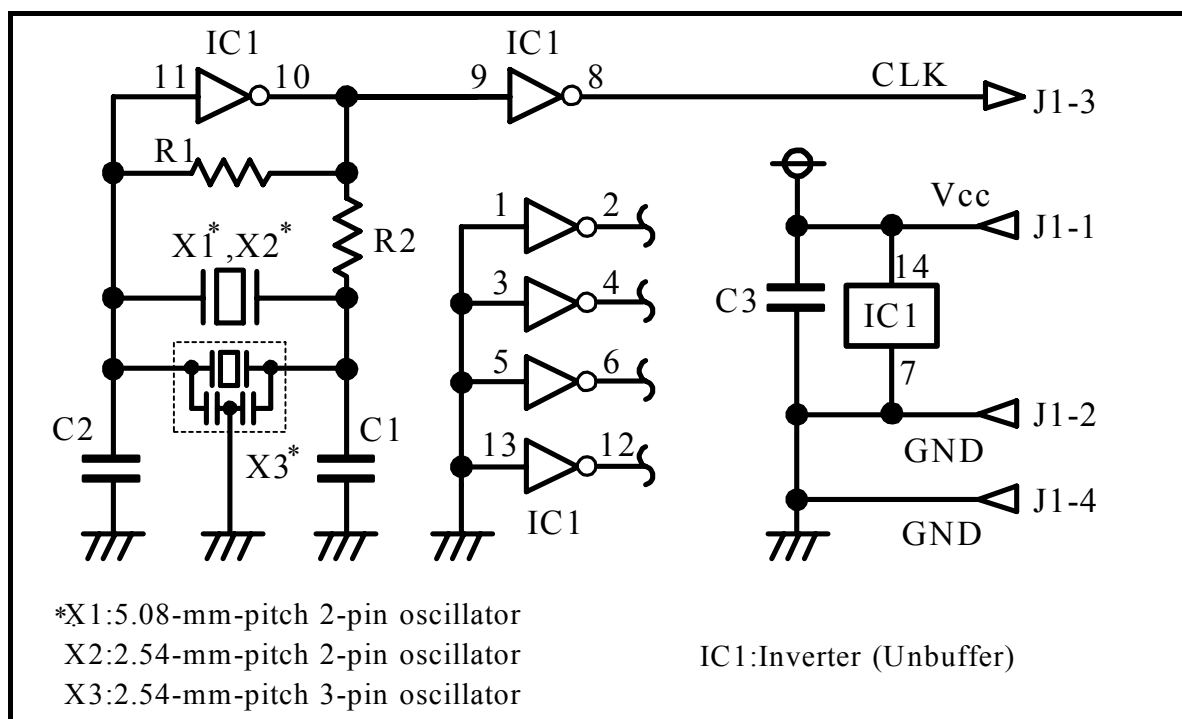 IC1 IC1
11 10 9 8 CLK J1-3
R1
1 2 Vcc J1-1
X1*,X2* R2
3 4 C3 14
IC1
5 6 7
C2 C1 J1-2
X3* 13 12 GND
IC1 J1-4
GND
*X1:5.08-mm-pitch 2-pin oscillator
X2:2.54-mm-pitch 2-pin oscillator IC1:Inverter (Unbuffer)
X3:2.54-mm-pitch 3-pin oscillator